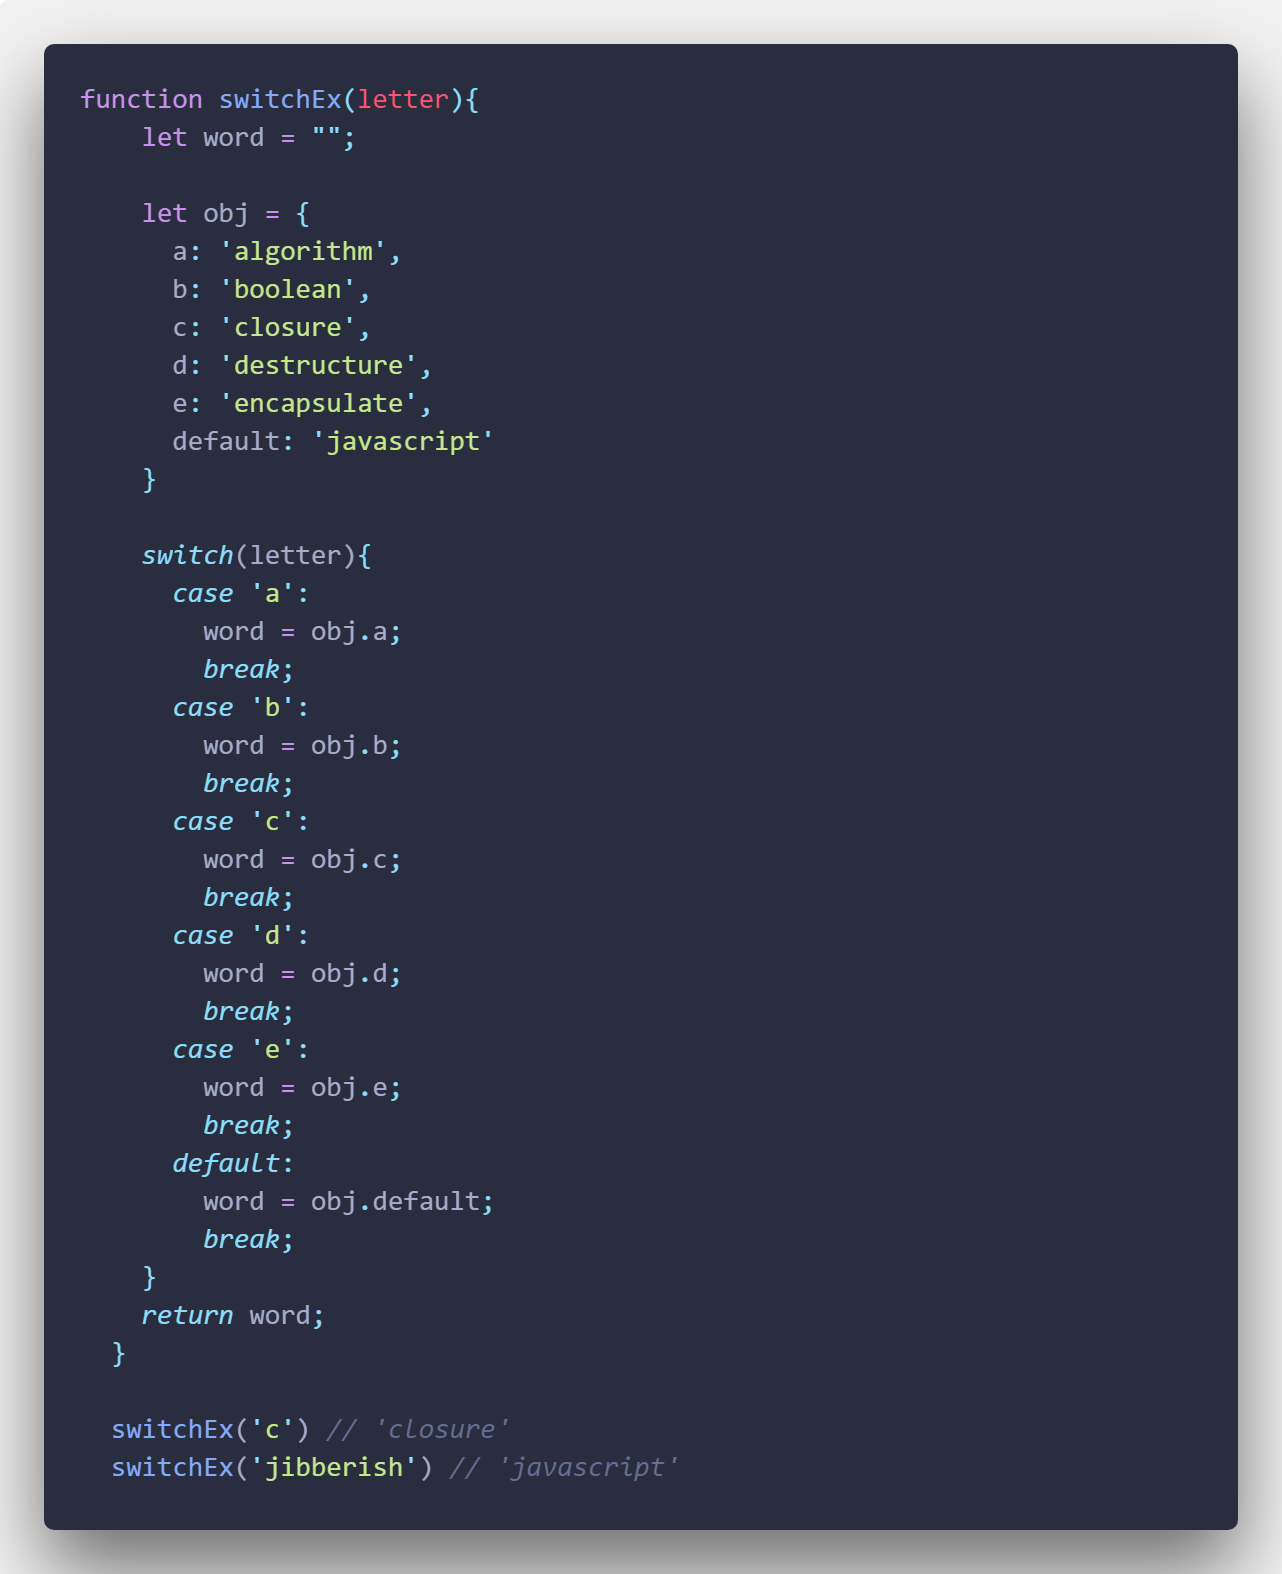 function switchEx(letter){
    let word = "";

    let obj = {
      a: 'algorithm',
      b: 'boolean',
      c: 'closure',
      d: 'destructure',
      e: 'encapsulate',
      default: 'javascript'
    }

    switch(letter){
      case 'a':
        word = obj.a;
        break;
      case 'b':
        word = obj.b;
        break;
      case 'c':
        word = obj.c;
        break;
      case 'd':
        word = obj.d;
        break;
      case 'e':
        word = obj.e;
        break;
      default:
        word = obj.default;
        break;
    }
    return word;
  }

  switchEx('c') // 'closure'
  switchEx('jibberish') // 'javascript'